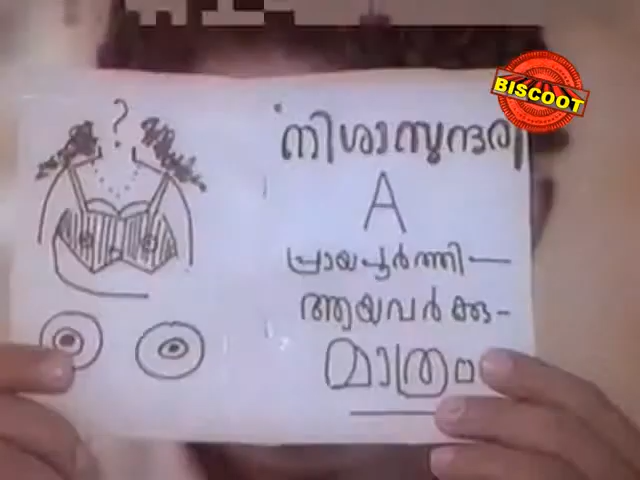 BISCOOT
?
നിശാസുന്ദരി
A
പ്രായപൂർത്തി—
ആയവർക്കു-
മാത്രം